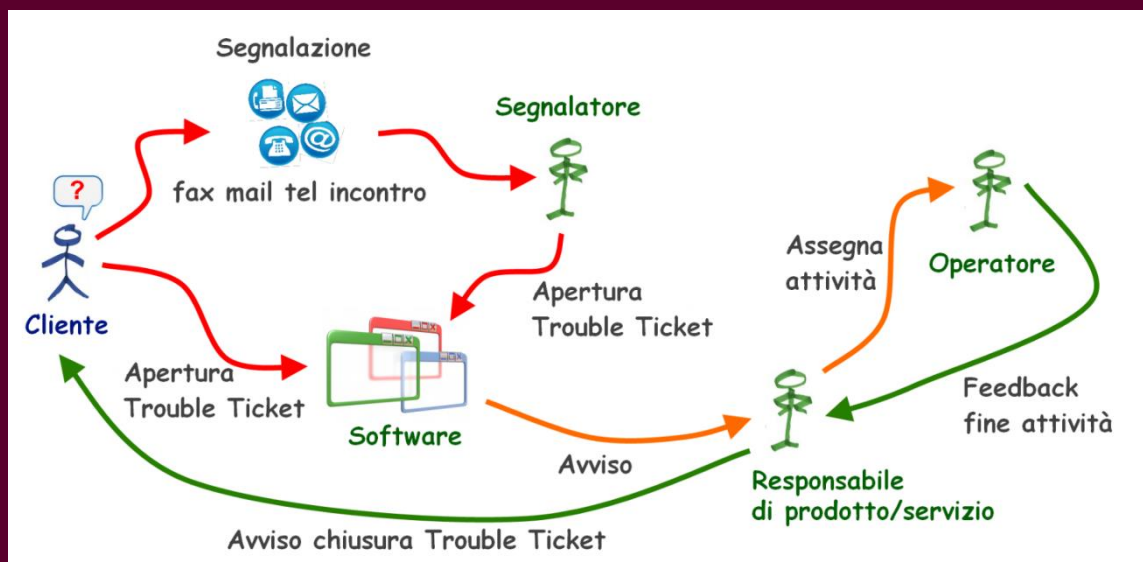 Segnalazione
fax mail tel incontro
Segnalatore
?
Cliente
Apertura
Trouble Ticket
Apertura
Trouble Ticket
Software
Avviso
Assegna
attività
Operatore
Feedback
fine attività
Responsabile
di prodotto/servizio
Avviso chiusura Trouble Ticket